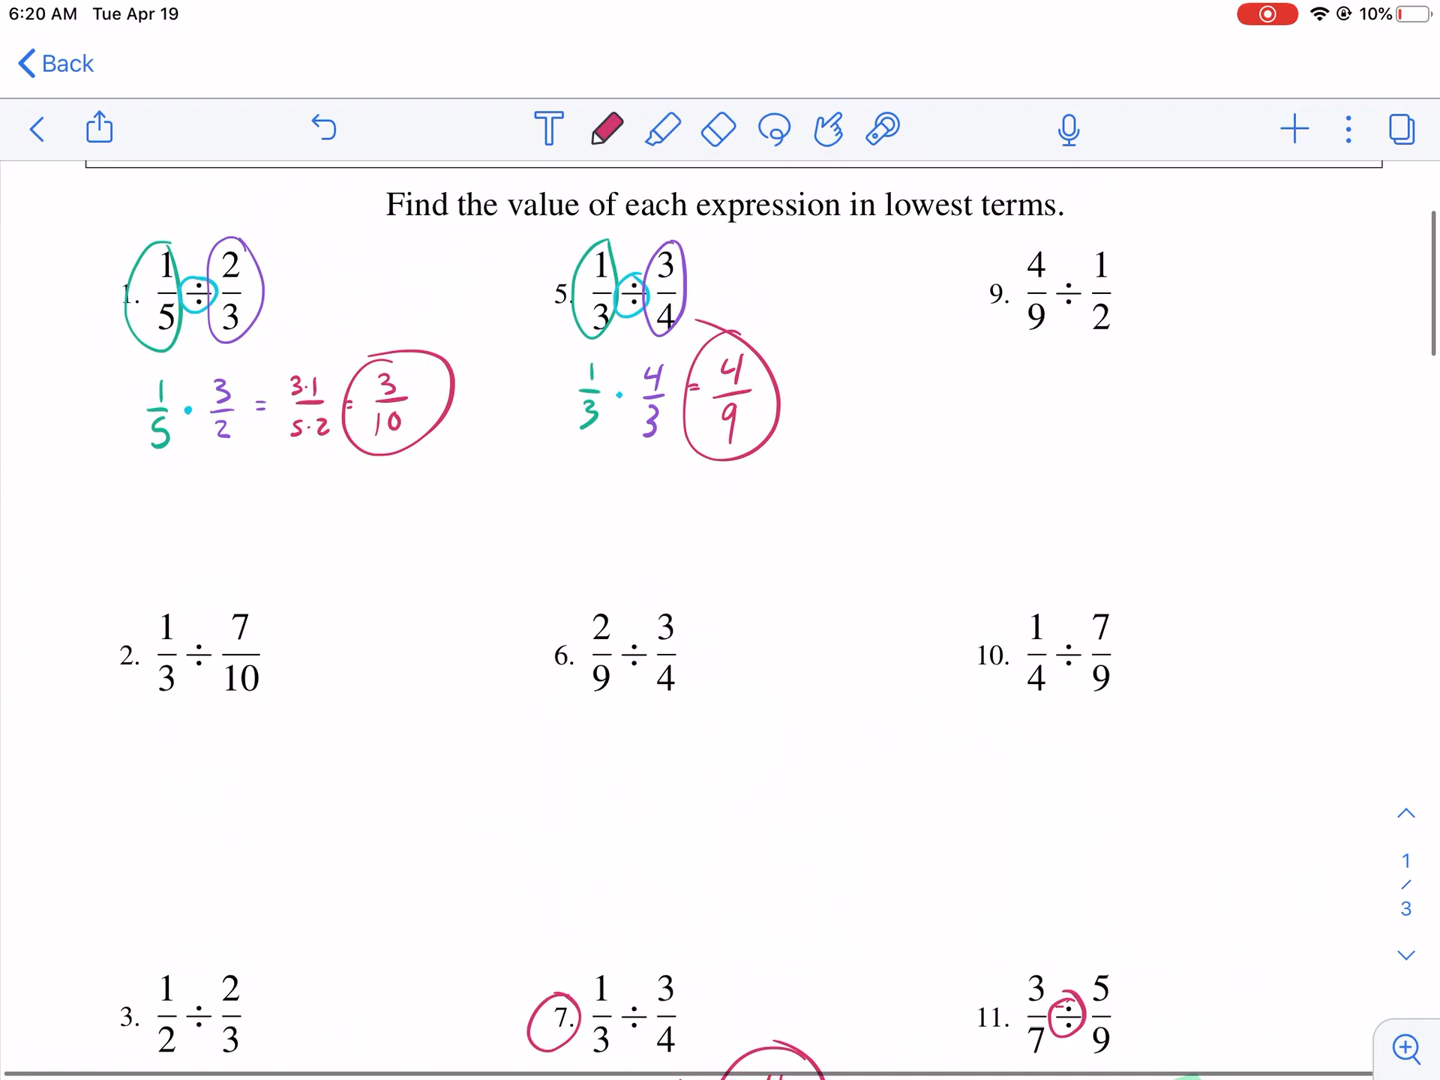 6:20 AM Tue Apr 19
10%
Back
T
Find the value of each expression in lowest terms.
1. 1/5 ÷ 2/3
1/5 · 3/2 = 3·1/5·2 = 3/10
5. 1/3 ÷ 3/4
1/3 · 4/3 = 4/9
9. 4/9 ÷ 1/2
2. 1/3 ÷ 7/10
6. 2/9 ÷ 3/4
10. 1/4 ÷ 7/9
3. 1/2 ÷ 2/3
7. 1/3 ÷ 3/4
11. 3/7 ÷ 5/9
1
/
3